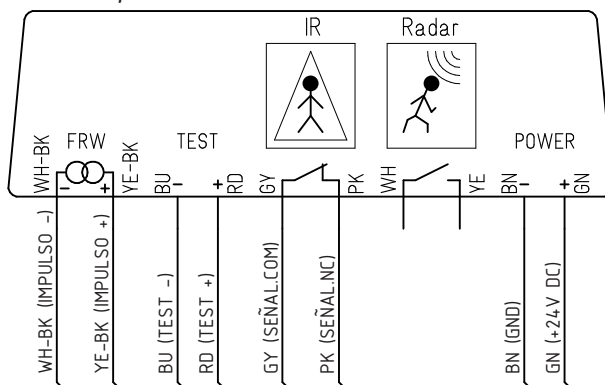 IR
Radar
FRW
TEST
POWER
WH-BK
-
+
YE-BK
BU
-
+
RD
GY
PK
WH
YE
BN
-
+
GN
WH-BK (IMPULSO -)
YE-BK (IMPULSO +)
BU (TEST -)
RD (TEST +)
GY (SEÑAL.COM)
PK (SEÑAL.NC)
BN (GND)
GN (+24V DC)